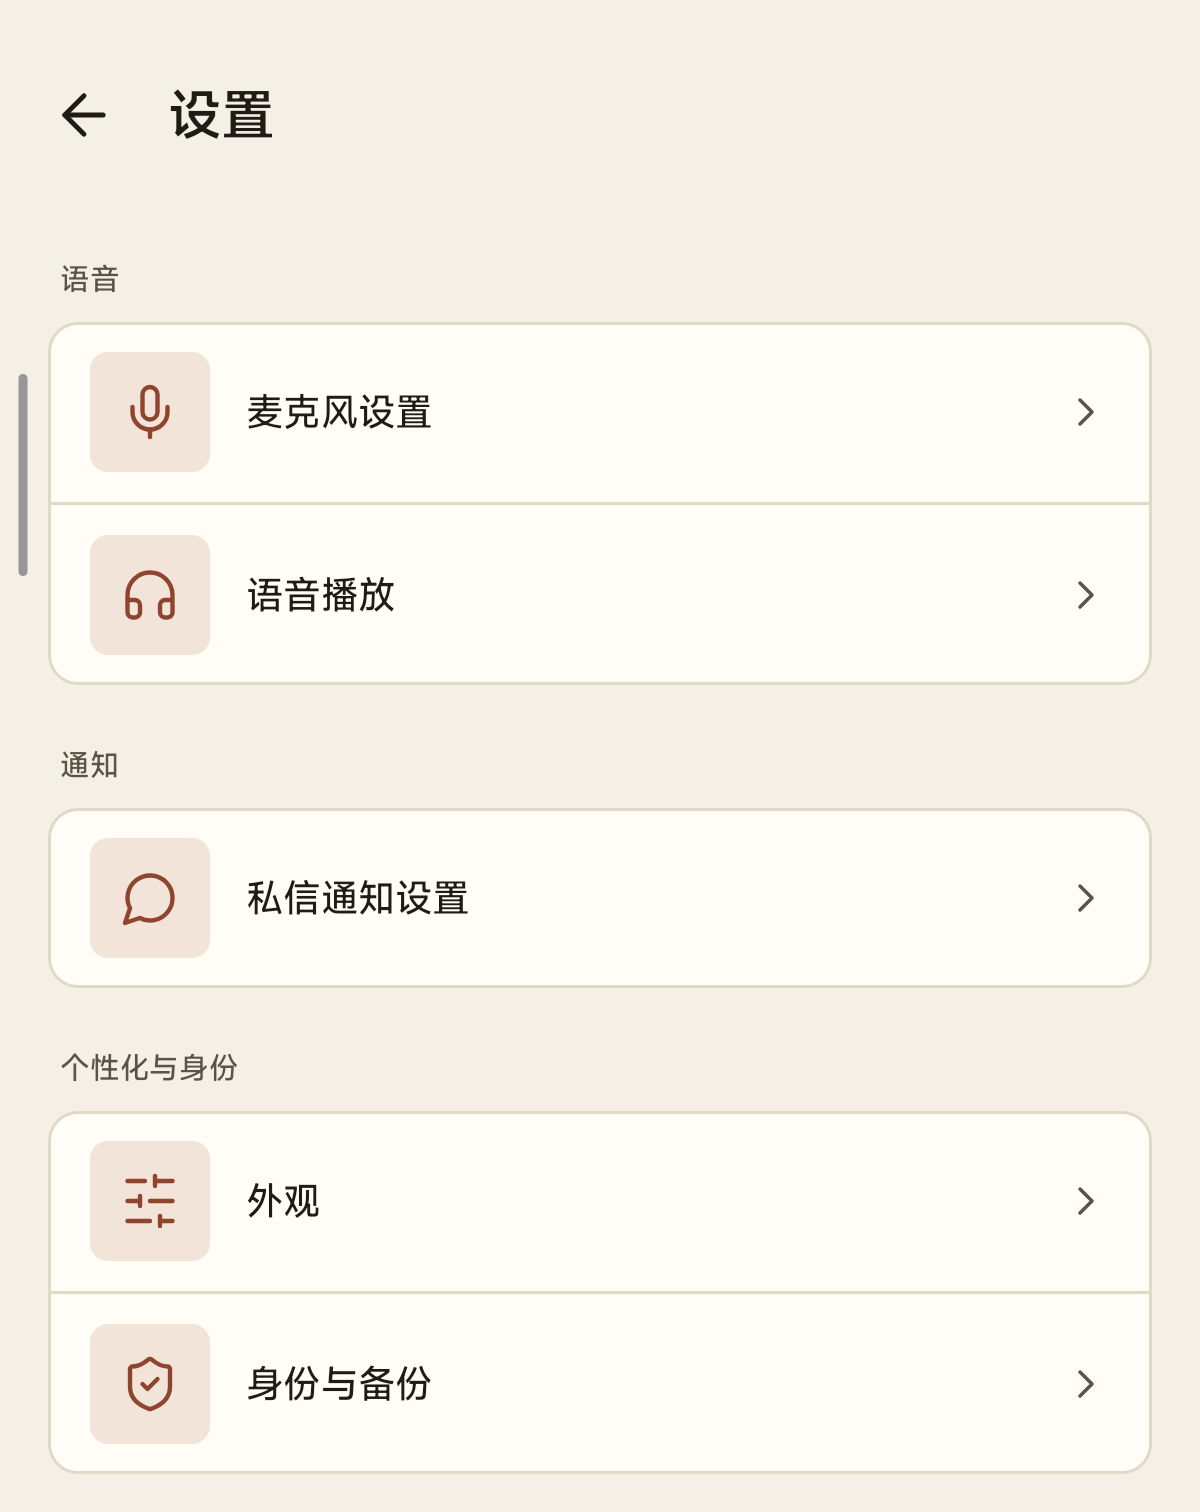 设置
语音
麦克风设置
语音播放
通知
私信通知设置
个性化与身份
外观
身份与备份